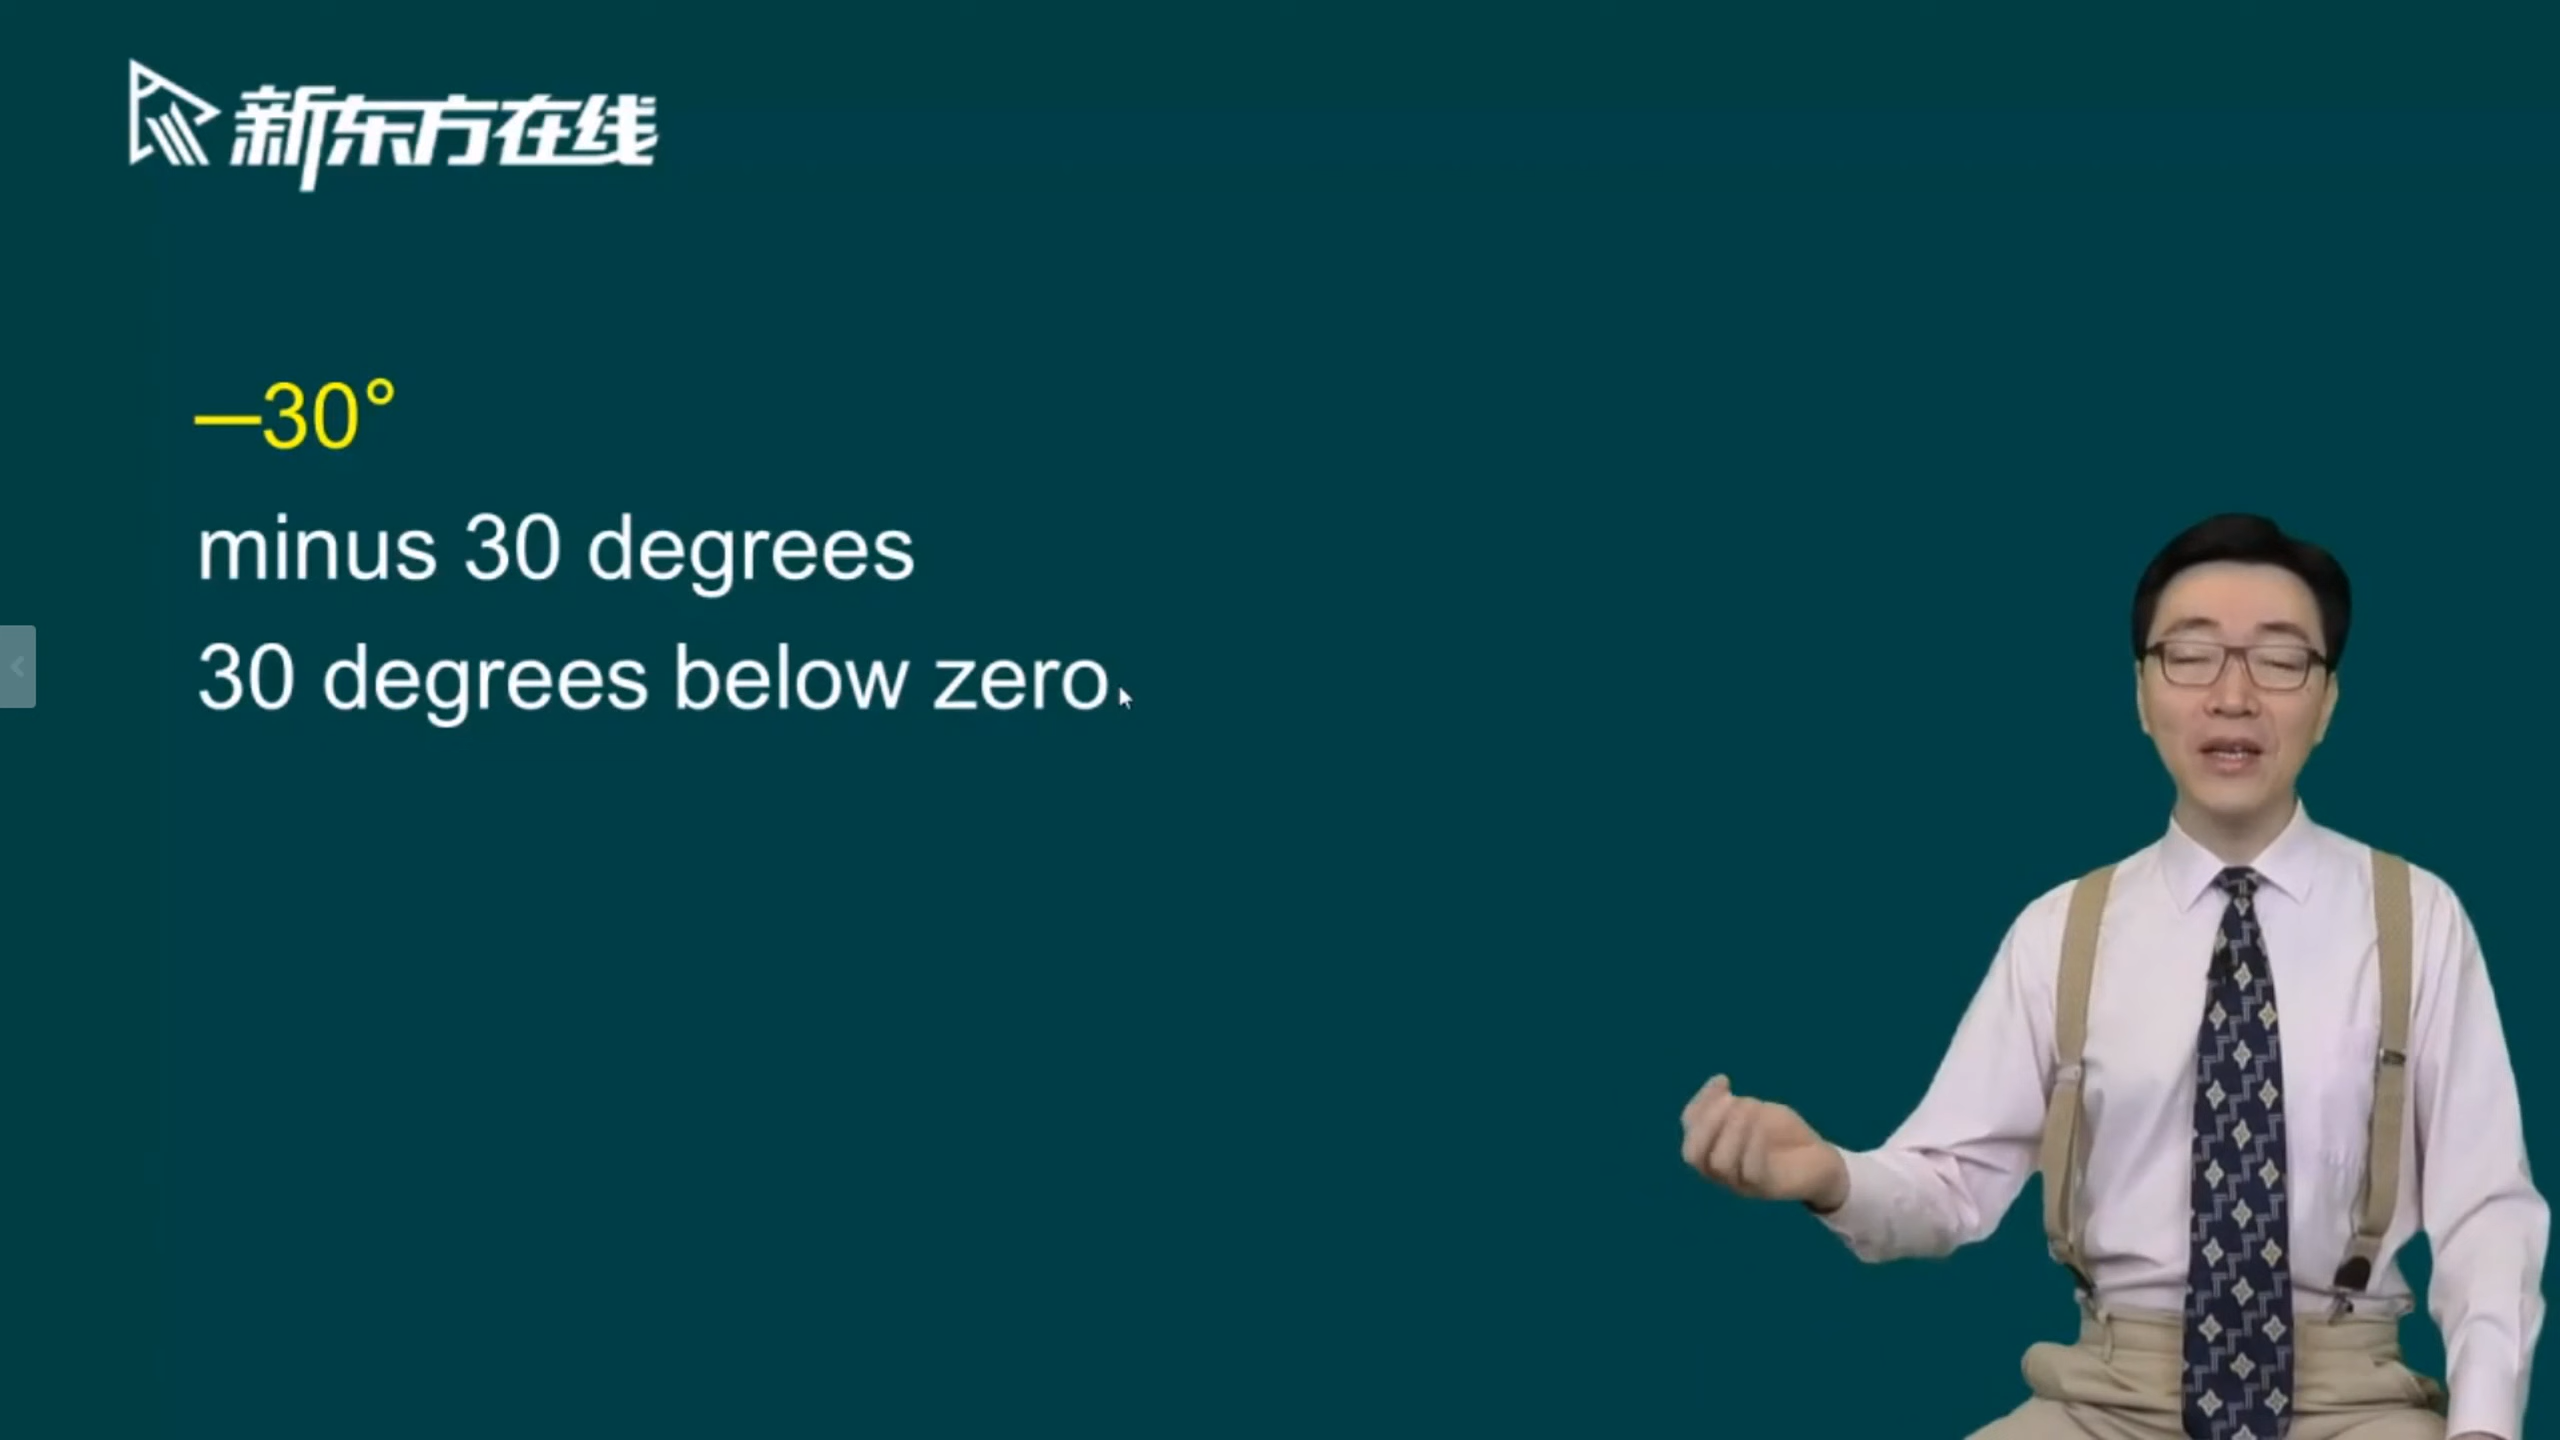 新东方在线
—30°
minus 30 degrees
30 degrees below zero.